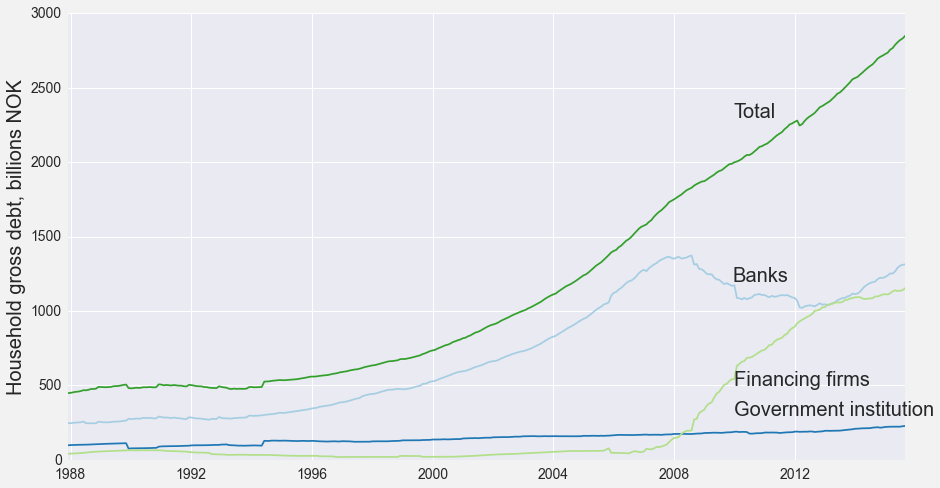 3000
2500
2000
1500
1000
500
0
Household gross debt, billions NOK
Total
Banks
Financing firms
Government institution
1988 1992 1996 2000 2004 2008 2012